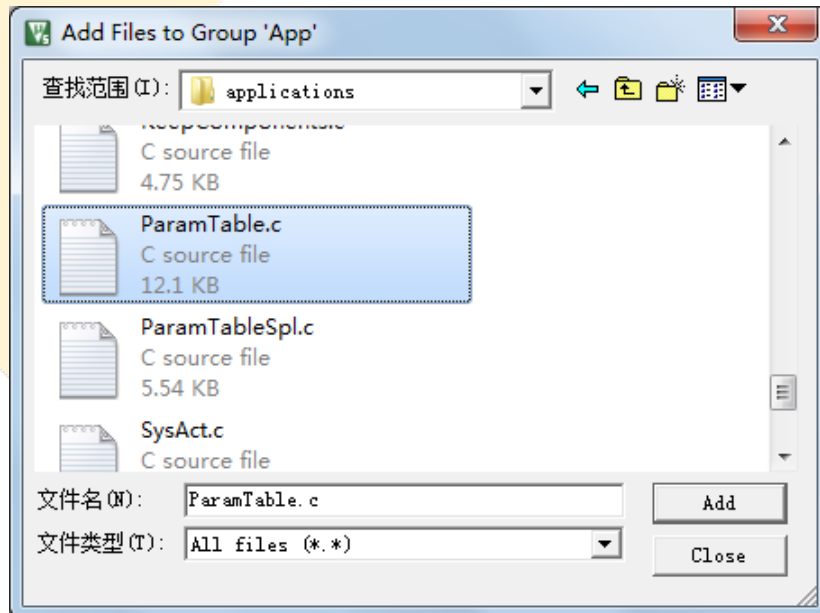 Add Files to Group 'App'
查找范围(I): applications
KeepComponents.c
C source file
4.75 KB
ParamTable.c
C source file
12.1 KB
ParamTableSpl.c
C source file
5.54 KB
SysAct.c
C source file
文件名(N): ParamTable.c Add
文件类型(T): All files (*.*) Close